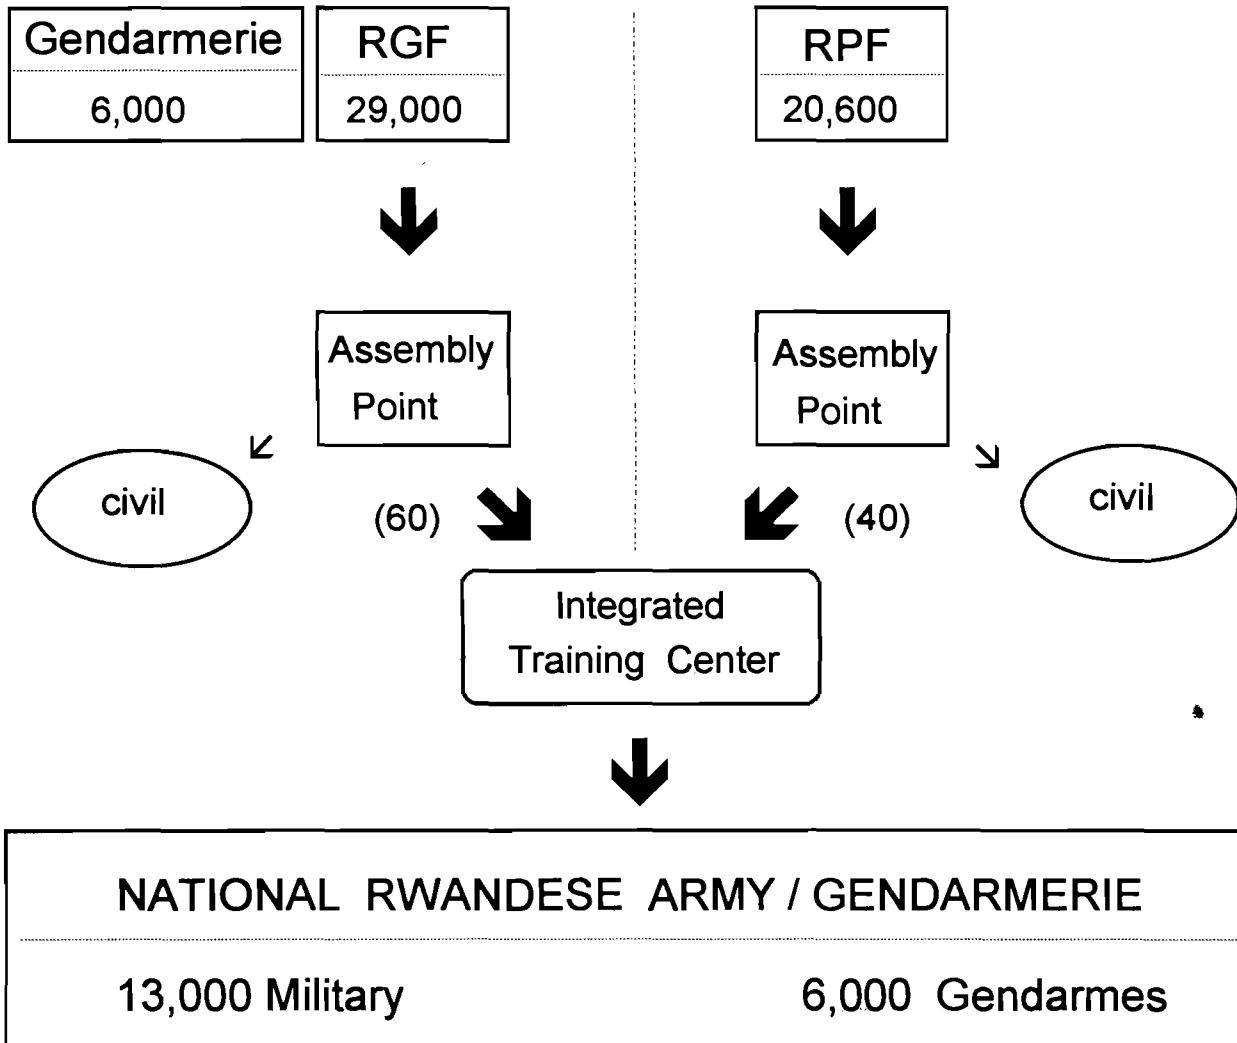 Gendarmerie
6,000
RGF
29,000
RPF
20,600
Assembly
Point
Assembly
Point
civil
(60)
(40)
civil
Integrated
Training Center
NATIONAL RWANDESE ARMY / GENDARMERIE
13,000 Military
6,000 Gendarmes